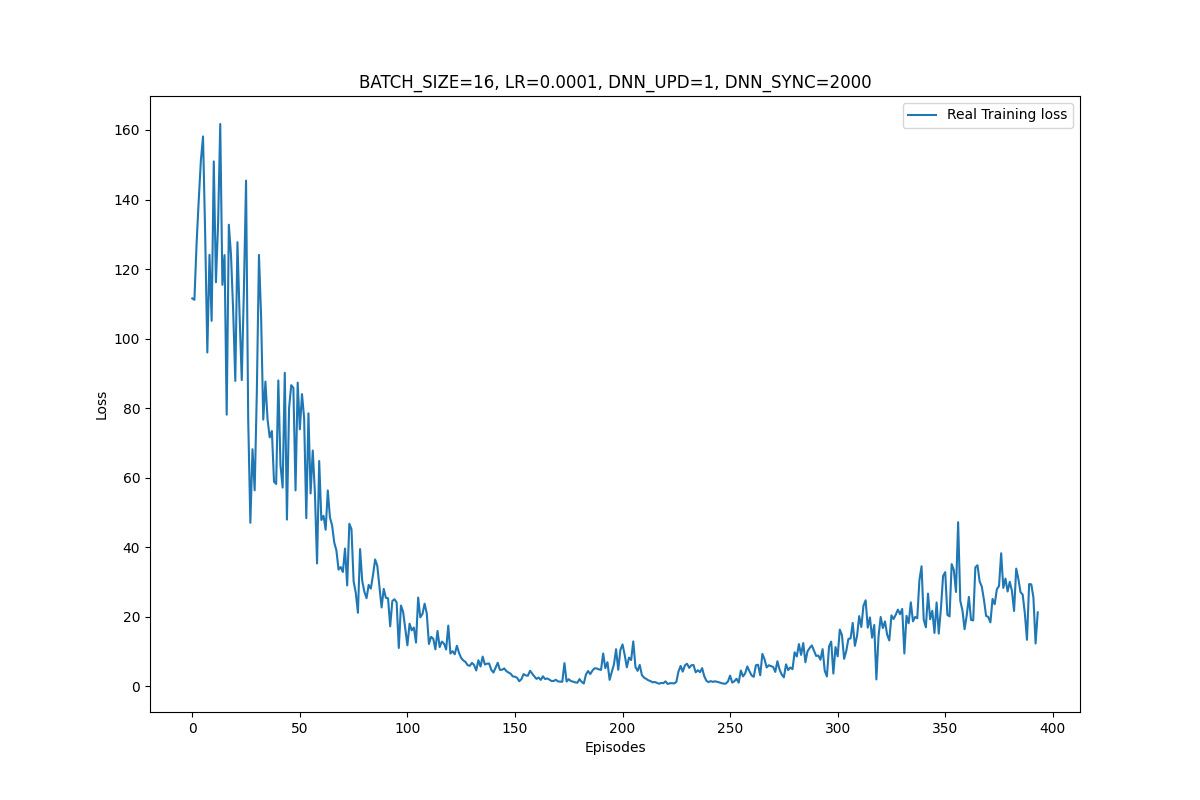 BATCH_SIZE=16, LR=0.0001, DNN_UPD=1, DNN_SYNC=2000
Real Training loss
160
140
120
100
80
60
40
20
0
Loss
0 50 100 150 200 250 300 350 400
Episodes